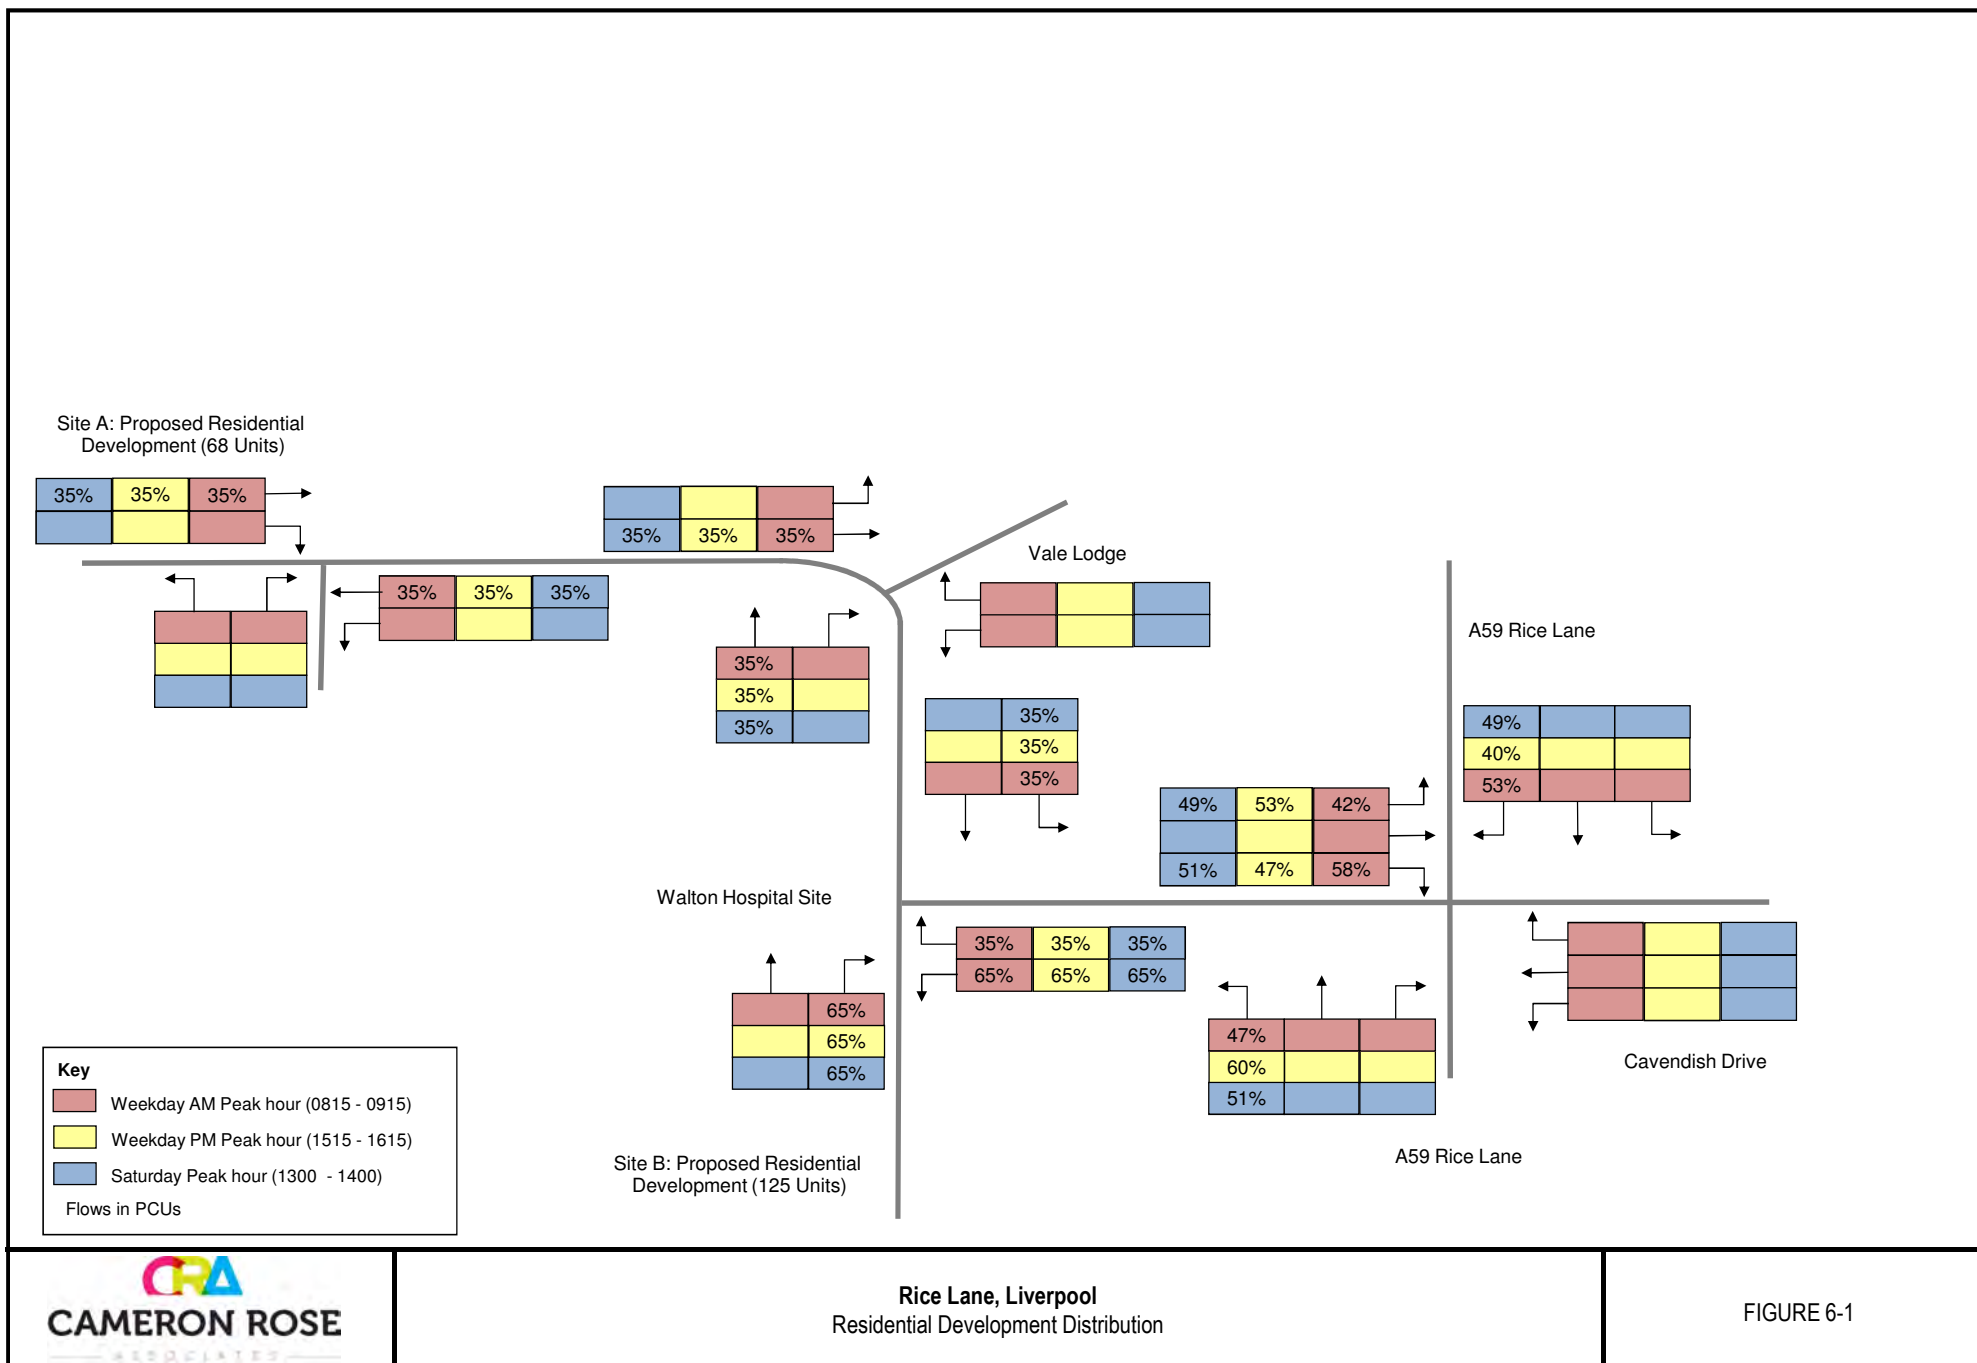 Site A: Proposed Residential
Development (68 Units)
35% 35% 35%
35% 35% 35%
Vale Lodge
35% 35% 35%
35%
35%
35%
A59 Rice Lane
35%
35%
35%
49%
40%
53%
49% 53% 42%
51% 47% 58%
Walton Hospital Site
35% 35% 35%
65% 65% 65%
65%
65%
65%
47%
60%
51%
Cavendish Drive
A59 Rice Lane
Site B: Proposed Residential
Development (125 Units)
Key
Weekday AM Peak hour (0815 - 0915)
Weekday PM Peak hour (1515 - 1615)
Saturday Peak hour (1300 - 1400)
Flows in PCUs
CRA
CAMERON ROSE
ASSOCIATES
Rice Lane, Liverpool
Residential Development Distribution
FIGURE 6-1